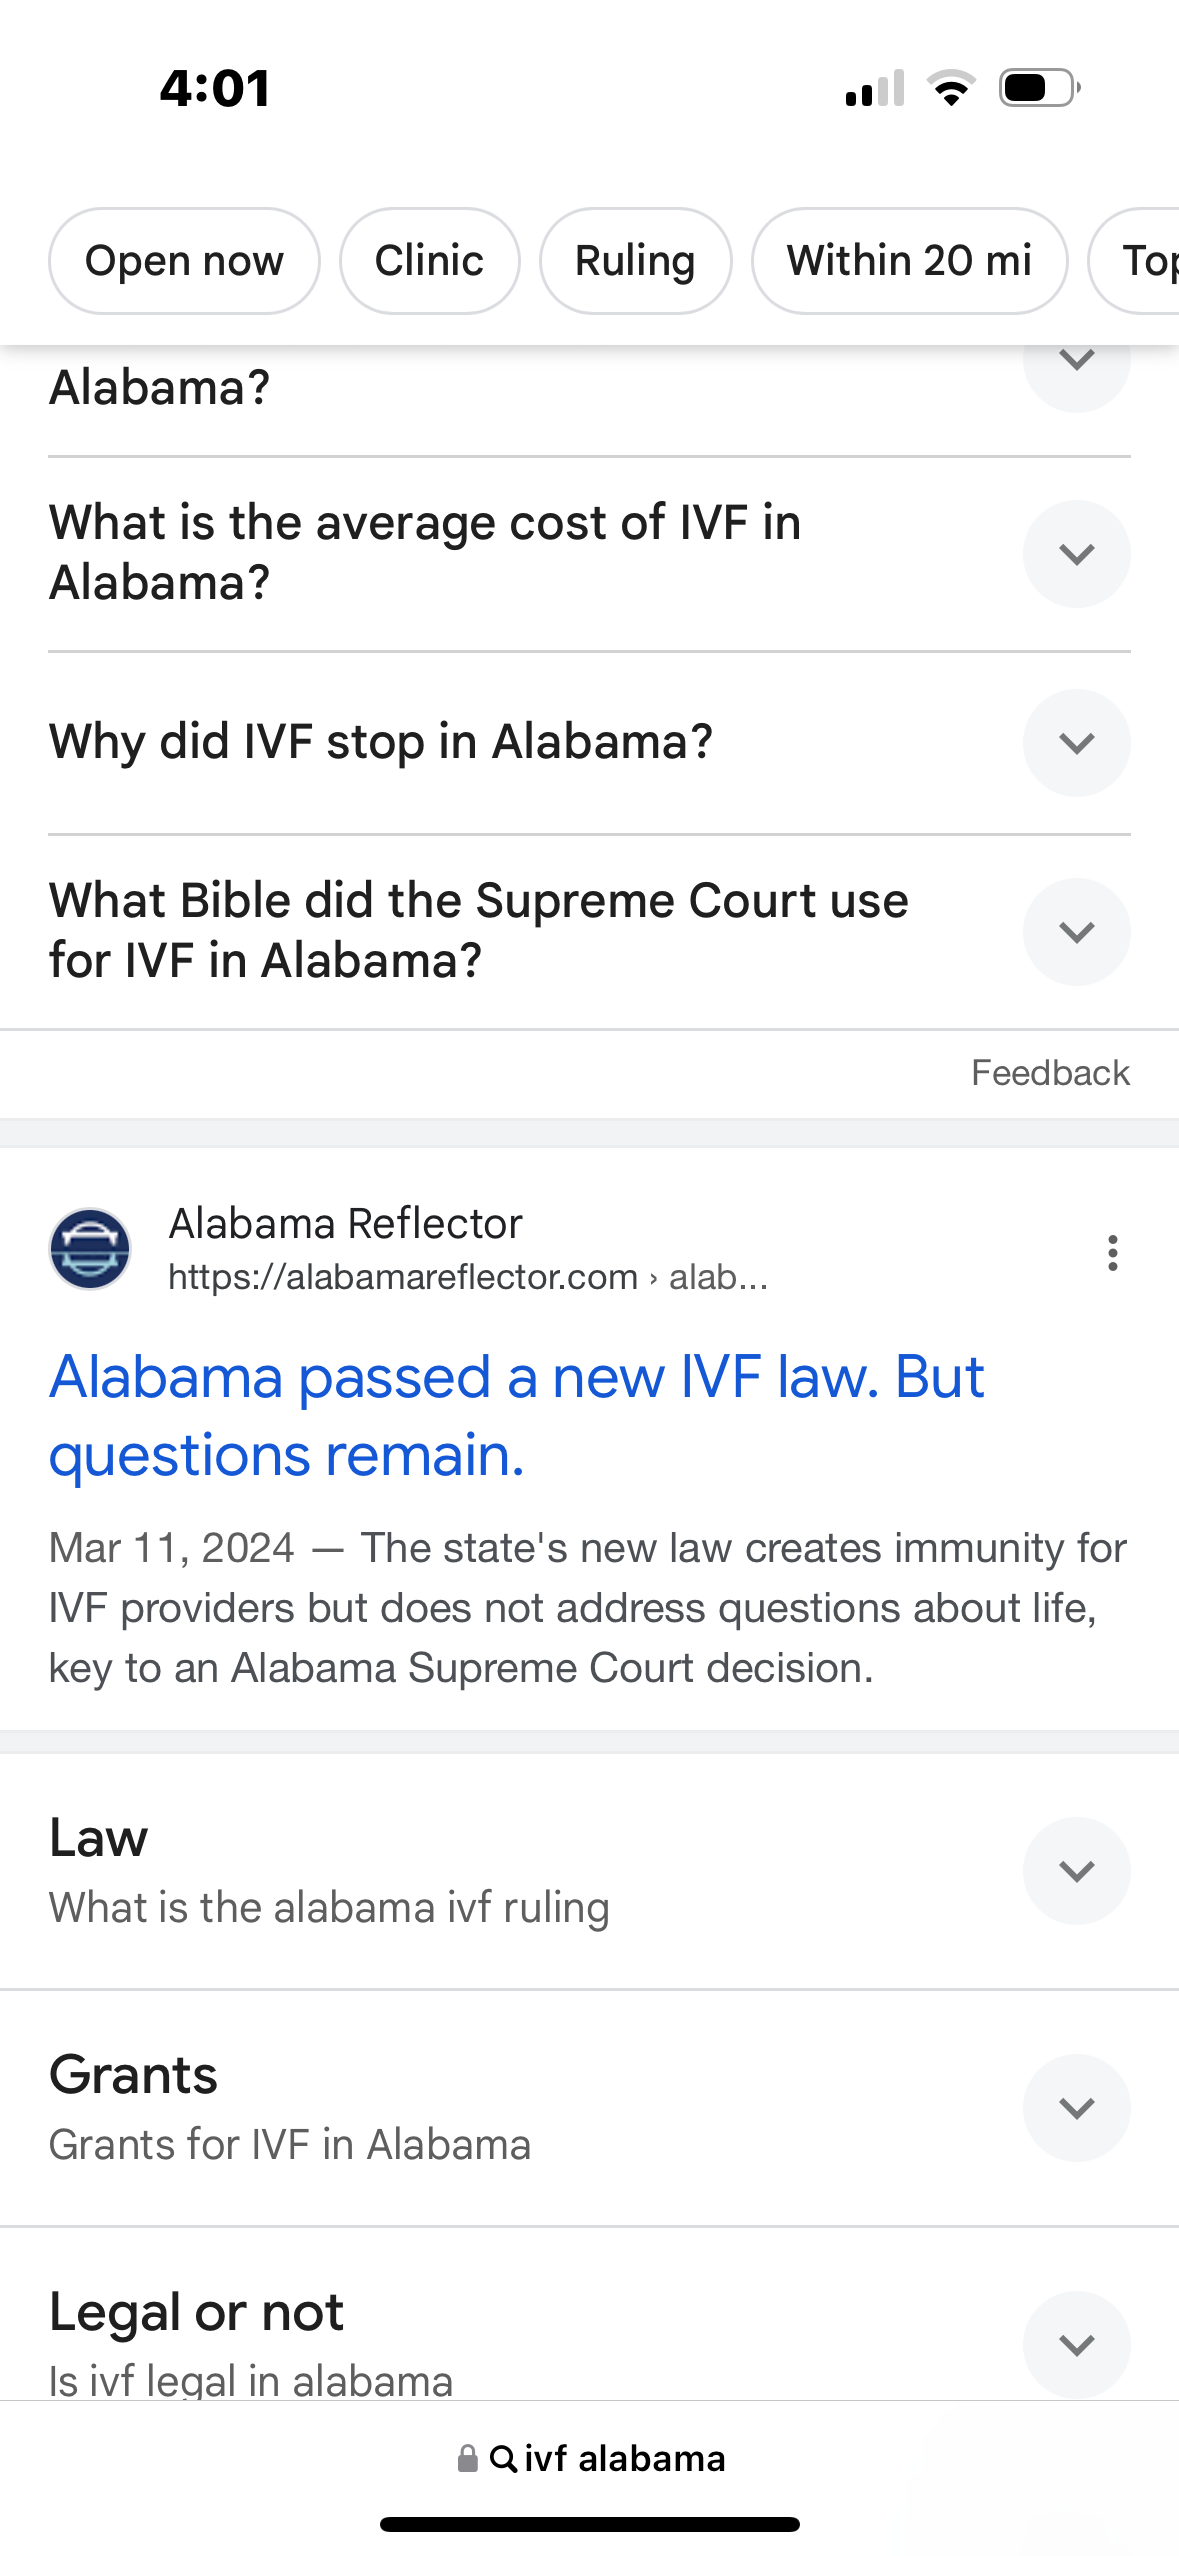 4:01
Open now
Clinic
Ruling
Within 20 mi
Top
Alabama?
What is the average cost of IVF in
Alabama?
Why did IVF stop in Alabama?
What Bible did the Supreme Court use
for IVF in Alabama?
Feedback
Alabama Reflector
https://alabamareflector.com › alab...
Alabama passed a new IVF law. But
questions remain.
Mar 11, 2024 — The state's new law creates immunity for
IVF providers but does not address questions about life,
key to an Alabama Supreme Court decision.
Law
What is the alabama ivf ruling
Grants
Grants for IVF in Alabama
Legal or not
Is ivf legal in alabama
ivf alabama